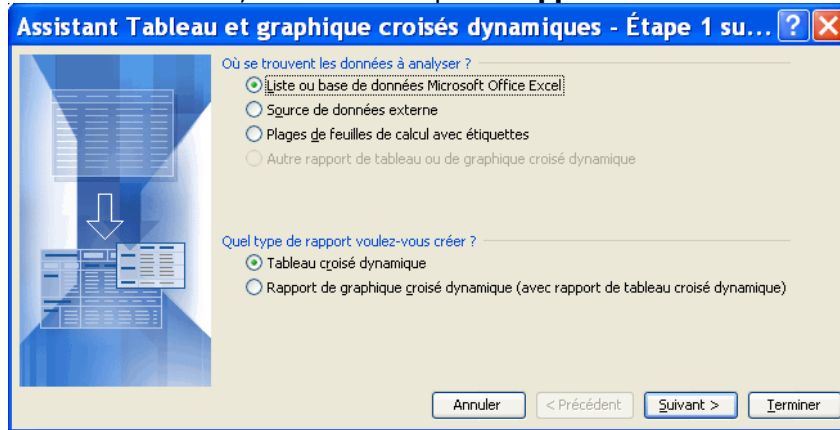 Assistant Tableau et graphique croisés dynamiques - Étape 1 su...
Où se trouvent les données à analyser ?
Liste ou base de données Microsoft Office Excel
Source de données externe
Plages de feuilles de calcul avec étiquettes
Autre rapport de tableau ou de graphique croisé dynamique
Quel type de rapport voulez-vous créer ?
Tableau croisé dynamique
Rapport de graphique croisé dynamique (avec rapport de tableau croisé dynamique)
Annuler < Précédent Suivant > Terminer